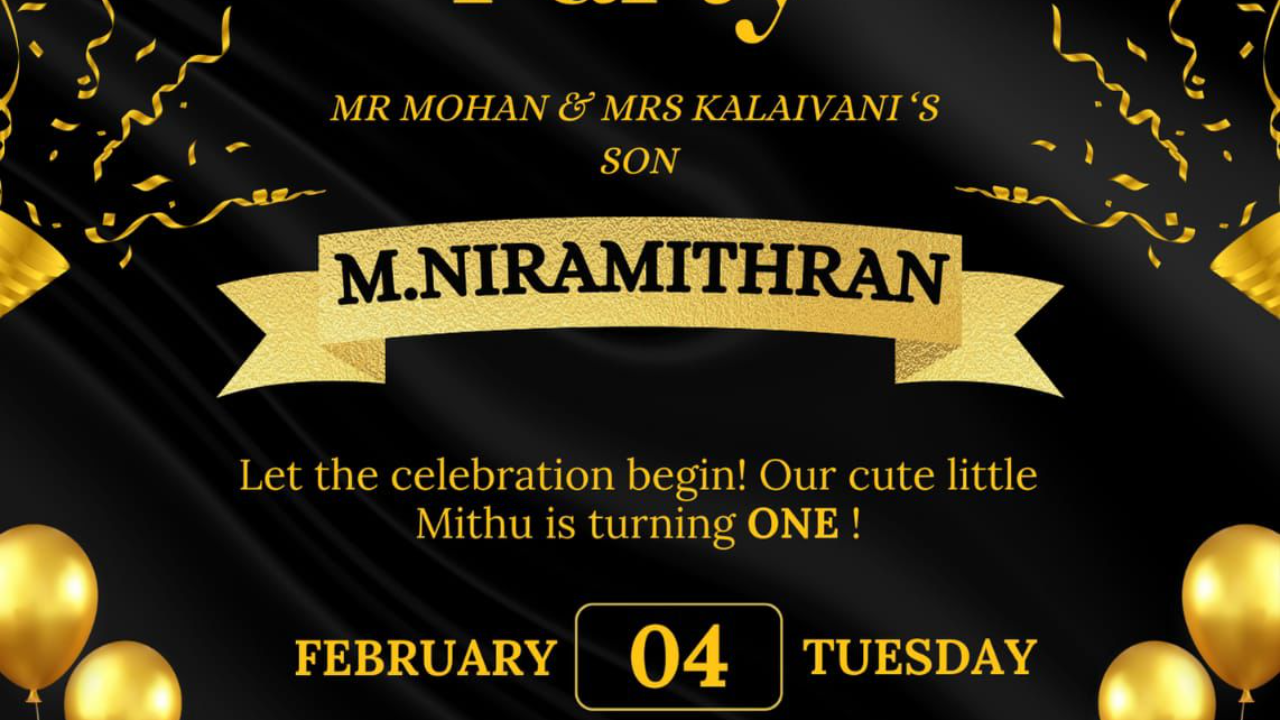 Party
MR MOHAN & MRS KALAIVANI ‘S
SON
M.NIRAMITHRAN
Let the celebration begin! Our cute little
Mithu is turning ONE !
FEBRUARY 04 TUESDAY